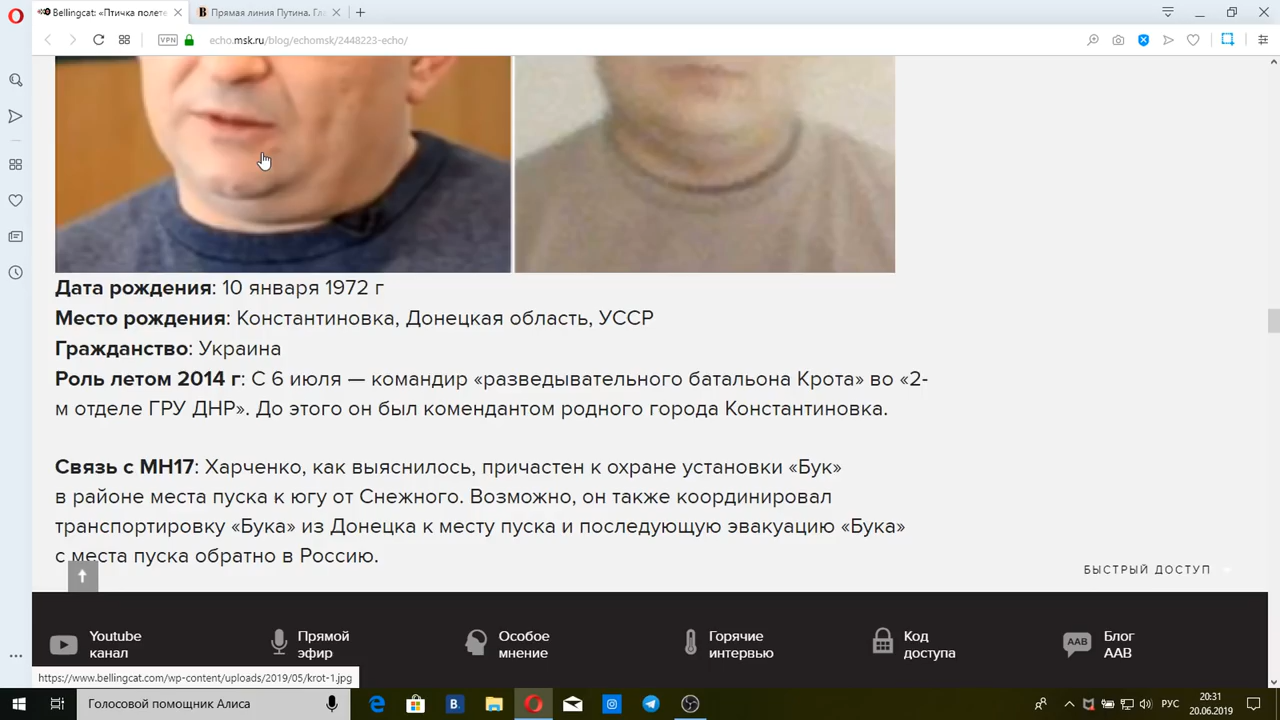 Bellingcat: «Птичка полете
Прямая линия Путина. Гла
VPN
echo.msk.ru/blog/echomsk/2448223-echo/
Дата рождения: 10 января 1972 г
Место рождения: Константиновка, Донецкая область, УССР
Гражданство: Украина
Роль летом 2014 г: С 6 июля — командир «разведывательного батальона Крота» во «2-
м отделе ГРУ ДНР». До этого он был комендантом родного города Константиновка.
Связь с MH17: Харченко, как выяснилось, причастен к охране установки «Бук»
в районе места пуска к югу от Снежного. Возможно, он также координировал
транспортировку «Бука» из Донецка к месту пуска и последующую эвакуацию «Бука»
с места пуска обратно в Россию.
БЫСТРЫЙ ДОСТУП
Youtube
канал
Прямой
эфир
Особое
мнение
Горячие
интервью
Код
доступа
ААВ
Блог
ААВ
https://www.bellingcat.com/wp-content/uploads/2019/05/krot-1.jpg
Голосовой помощник Алиса
РУС
20:31
20.06.2019